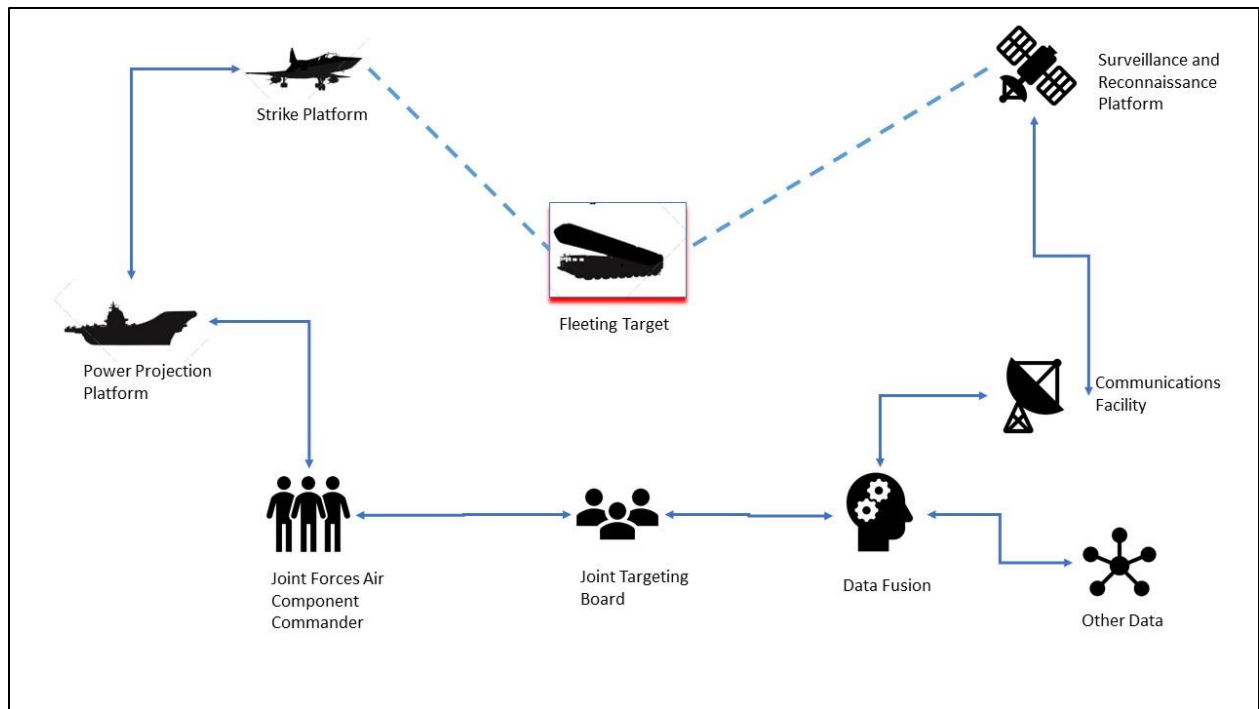 Strike Platform
Surveillance and
Reconnaissance
Platform
Fleeting Target
Power Projection
Platform
Communications
Facility
Joint Forces Air
Component
Commander
Joint Targeting
Board
Data Fusion
Other Data